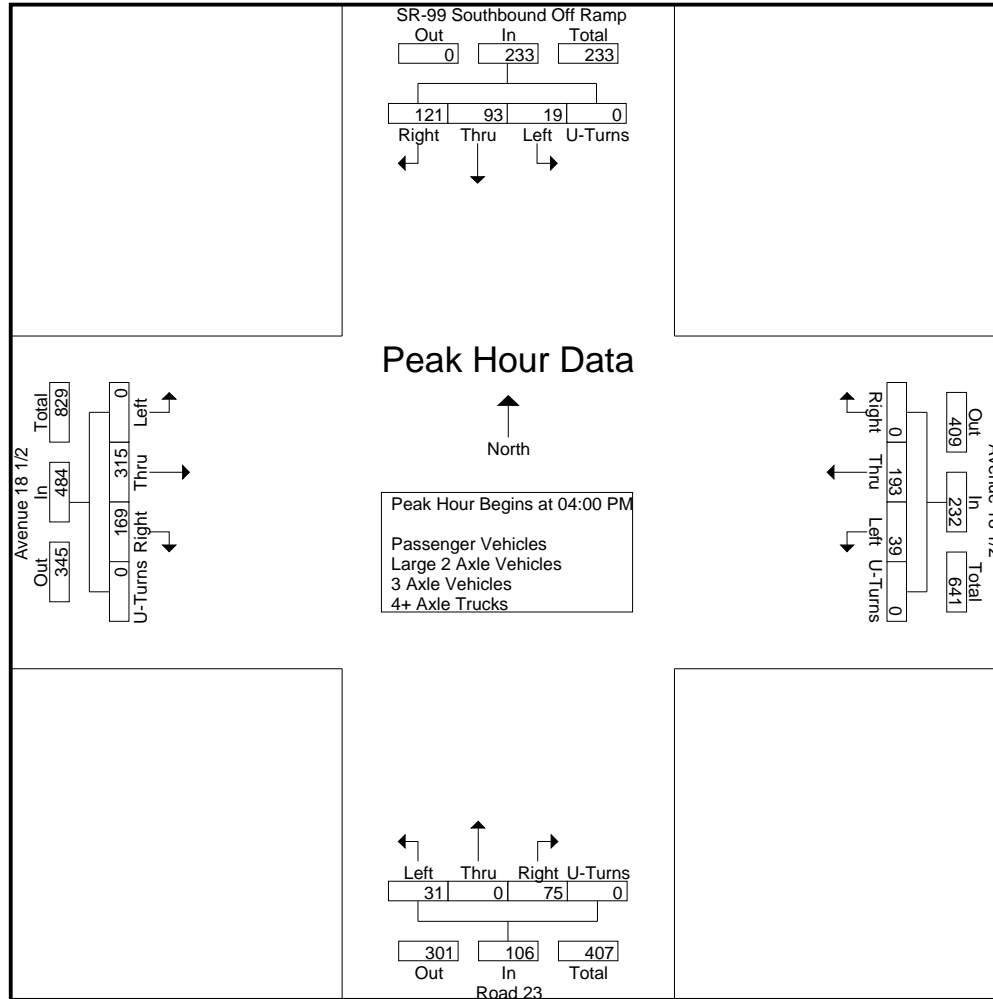 SR-99 Southbound Off Ramp
Out In Total
0 233 233
121 93 19 0
Right Thru Left U-Turns
Peak Hour Data
North
Peak Hour Begins at 04:00 PM
Passenger Vehicles
Large 2 Axle Vehicles
3 Axle Vehicles
4+ Axle Trucks
Avenue 18 1/2
Out In Total
345 484 829
0 169 315 0
U-Turns Right Thru Left
Avenue 18 1/2
Out In Total
409 232 641
0 193 39 0
Right Thru Left U-Turns
Left Thru Right U-Turns
31 0 75 0
301 106 407
Out In Total
Road 23